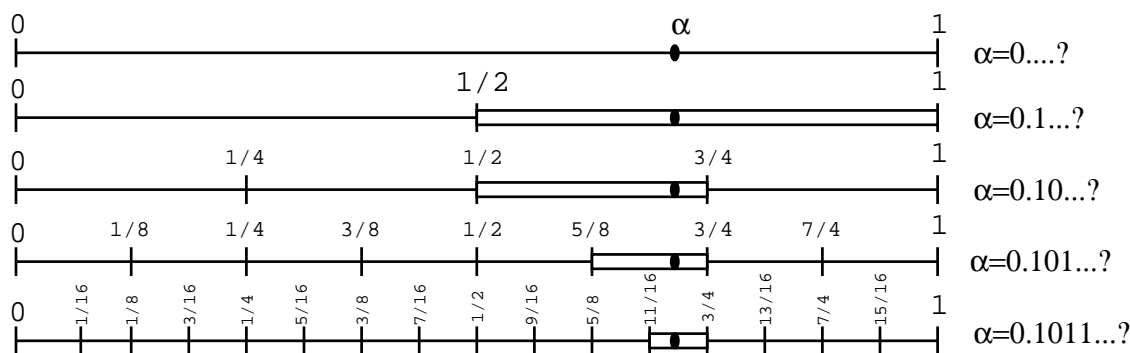 0 α 1
α=0....?
0 1/2 1
α=0.1...?
0 1/4 1/2 3/4 1
α=0.10...?
0 1/8 1/4 3/8 1/2 5/8 3/4 7/4 1
α=0.101...?
0 1/16 1/8 3/16 1/4 5/16 3/8 7/16 1/2 9/16 5/8 11/16 3/4 13/16 7/4 15/16 1
α=0.1011...?